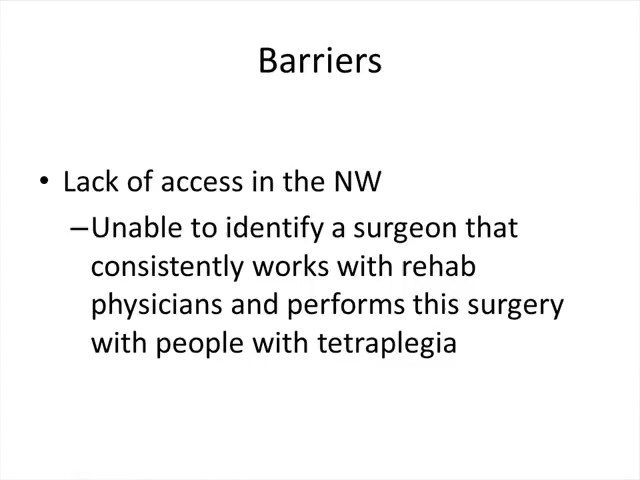 Barriers
• Lack of access in the NW
–Unable to identify a surgeon that
consistently works with rehab
physicians and performs this surgery
with people with tetraplegia